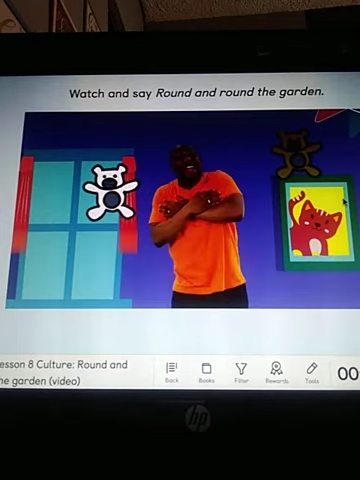 Watch and say Round and round the garden.
esson 8 Culture: Round and
he garden (video)
Back
Books
Filter
Rewards
Tools
00
hp